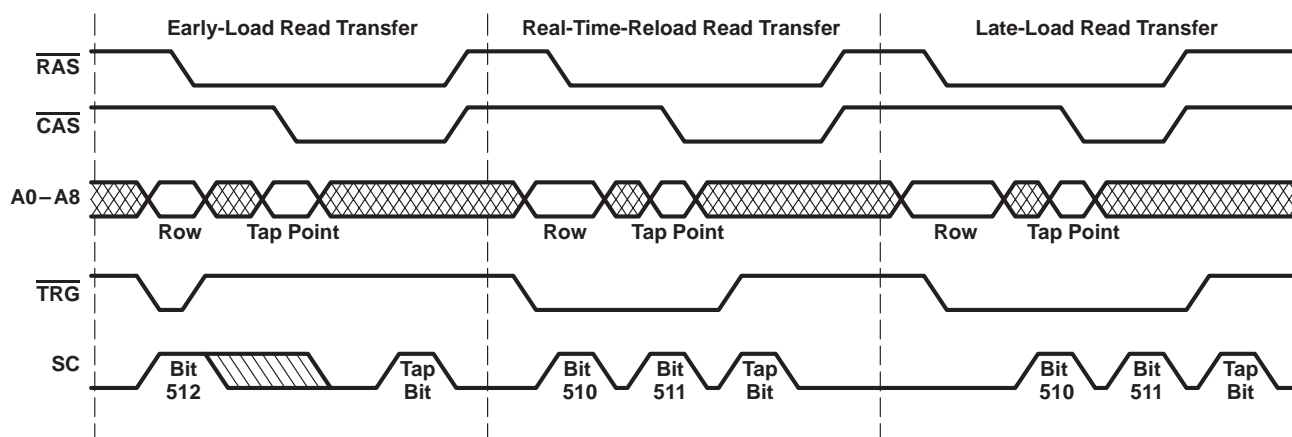 Early-Load Read Transfer
Real-Time-Reload Read Transfer
Late-Load Read Transfer
RAS
CAS
A0–A8
Row
Tap Point
Row
Tap Point
Row
Tap Point
TRG
SC
Bit
512
Tap
Bit
Bit
510
Bit
511
Tap
Bit
Bit
510
Bit
511
Tap
Bit